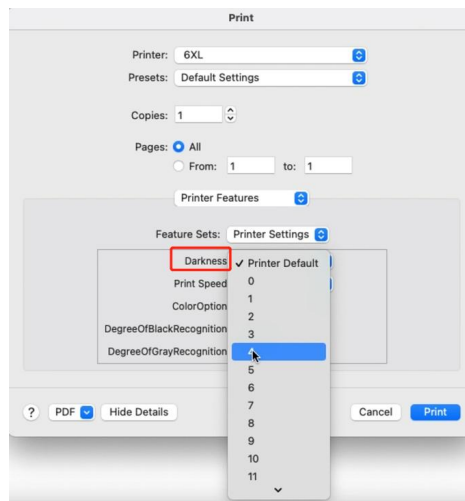 Print
Printer: 6XL
Presets: Default Settings
Copies: 1
Pages: All
From: 1 to: 1
Printer Features
Feature Sets: Printer Settings
Darkness ✓ Printer Default
Print Speed 0
1
ColorOption
2
DegreeOfBlackRecognition 3
DegreeOfGrayRecognition 4
5
6
7
8
9
10
11
? PDF Hide Details Cancel Print